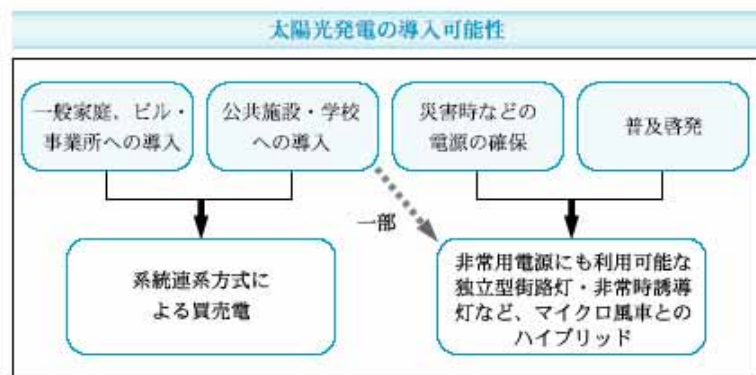 太陽光発電の導入可能性
一般家庭、ビル・
事業所への導入
公共施設・学校
への導入
災害時などの
電源の確保
普及啓発
一部
系統連系方式に
よる買売電
非常用電源にも利用可能な
独立型街路灯・非常時誘導
灯など、マイクロ風車との
ハイブリッド